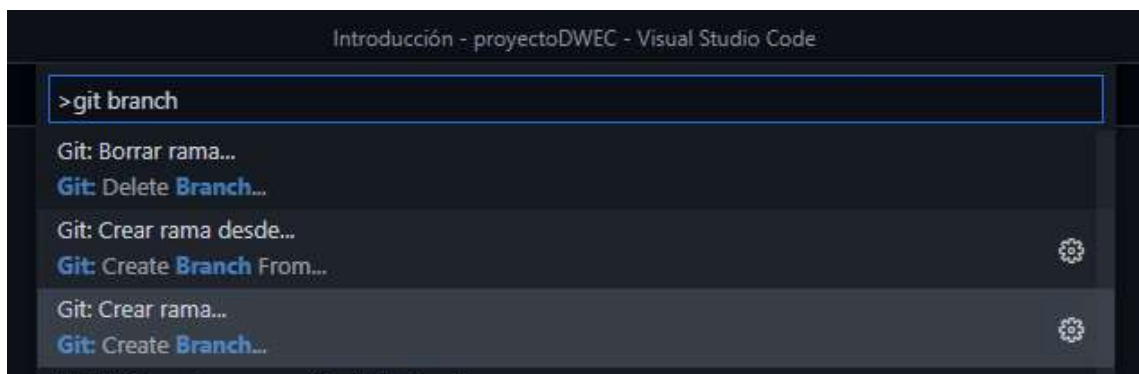 Introducción - proyectoDWEC - Visual Studio Code
>git branch
Git: Borrar rama...
Git: Delete Branch...
Git: Crear rama desde...
Git: Create Branch From...
Git: Crear rama...
Git: Create Branch...